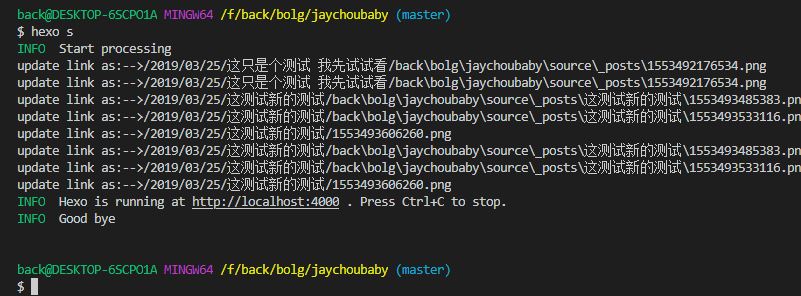 back@DESKTOP-6SCPO1A MINGW64 /f/back/bolg/jaychoubaby (master)
$ hexo s
INFO  Start processing
update link as:-->/2019/03/25/这只是个测试 我先试试看/back\bolg\jaychoubaby\source\_posts\1553492176534.png
update link as:-->/2019/03/25/这只是个测试 我先试试看/back\bolg\jaychoubaby\source\_posts\1553492176534.png
update link as:-->/2019/03/25/这测试新的测试/back\bolg\jaychoubaby\source\_posts\这测试新的测试\1553493485383.pn
update link as:-->/2019/03/25/这测试新的测试/back\bolg\jaychoubaby\source\_posts\这测试新的测试\1553493533116.pn
update link as:-->/2019/03/25/这测试新的测试/1553493606260.png
update link as:-->/2019/03/25/这测试新的测试/back\bolg\jaychoubaby\source\_posts\这测试新的测试\1553493485383.pn
update link as:-->/2019/03/25/这测试新的测试/back\bolg\jaychoubaby\source\_posts\这测试新的测试\1553493533116.pn
update link as:-->/2019/03/25/这测试新的测试/1553493606260.png
INFO  Hexo is running at http://localhost:4000 . Press Ctrl+C to stop.
INFO  Good bye
back@DESKTOP-6SCPO1A MINGW64 /f/back/bolg/jaychoubaby (master)
$